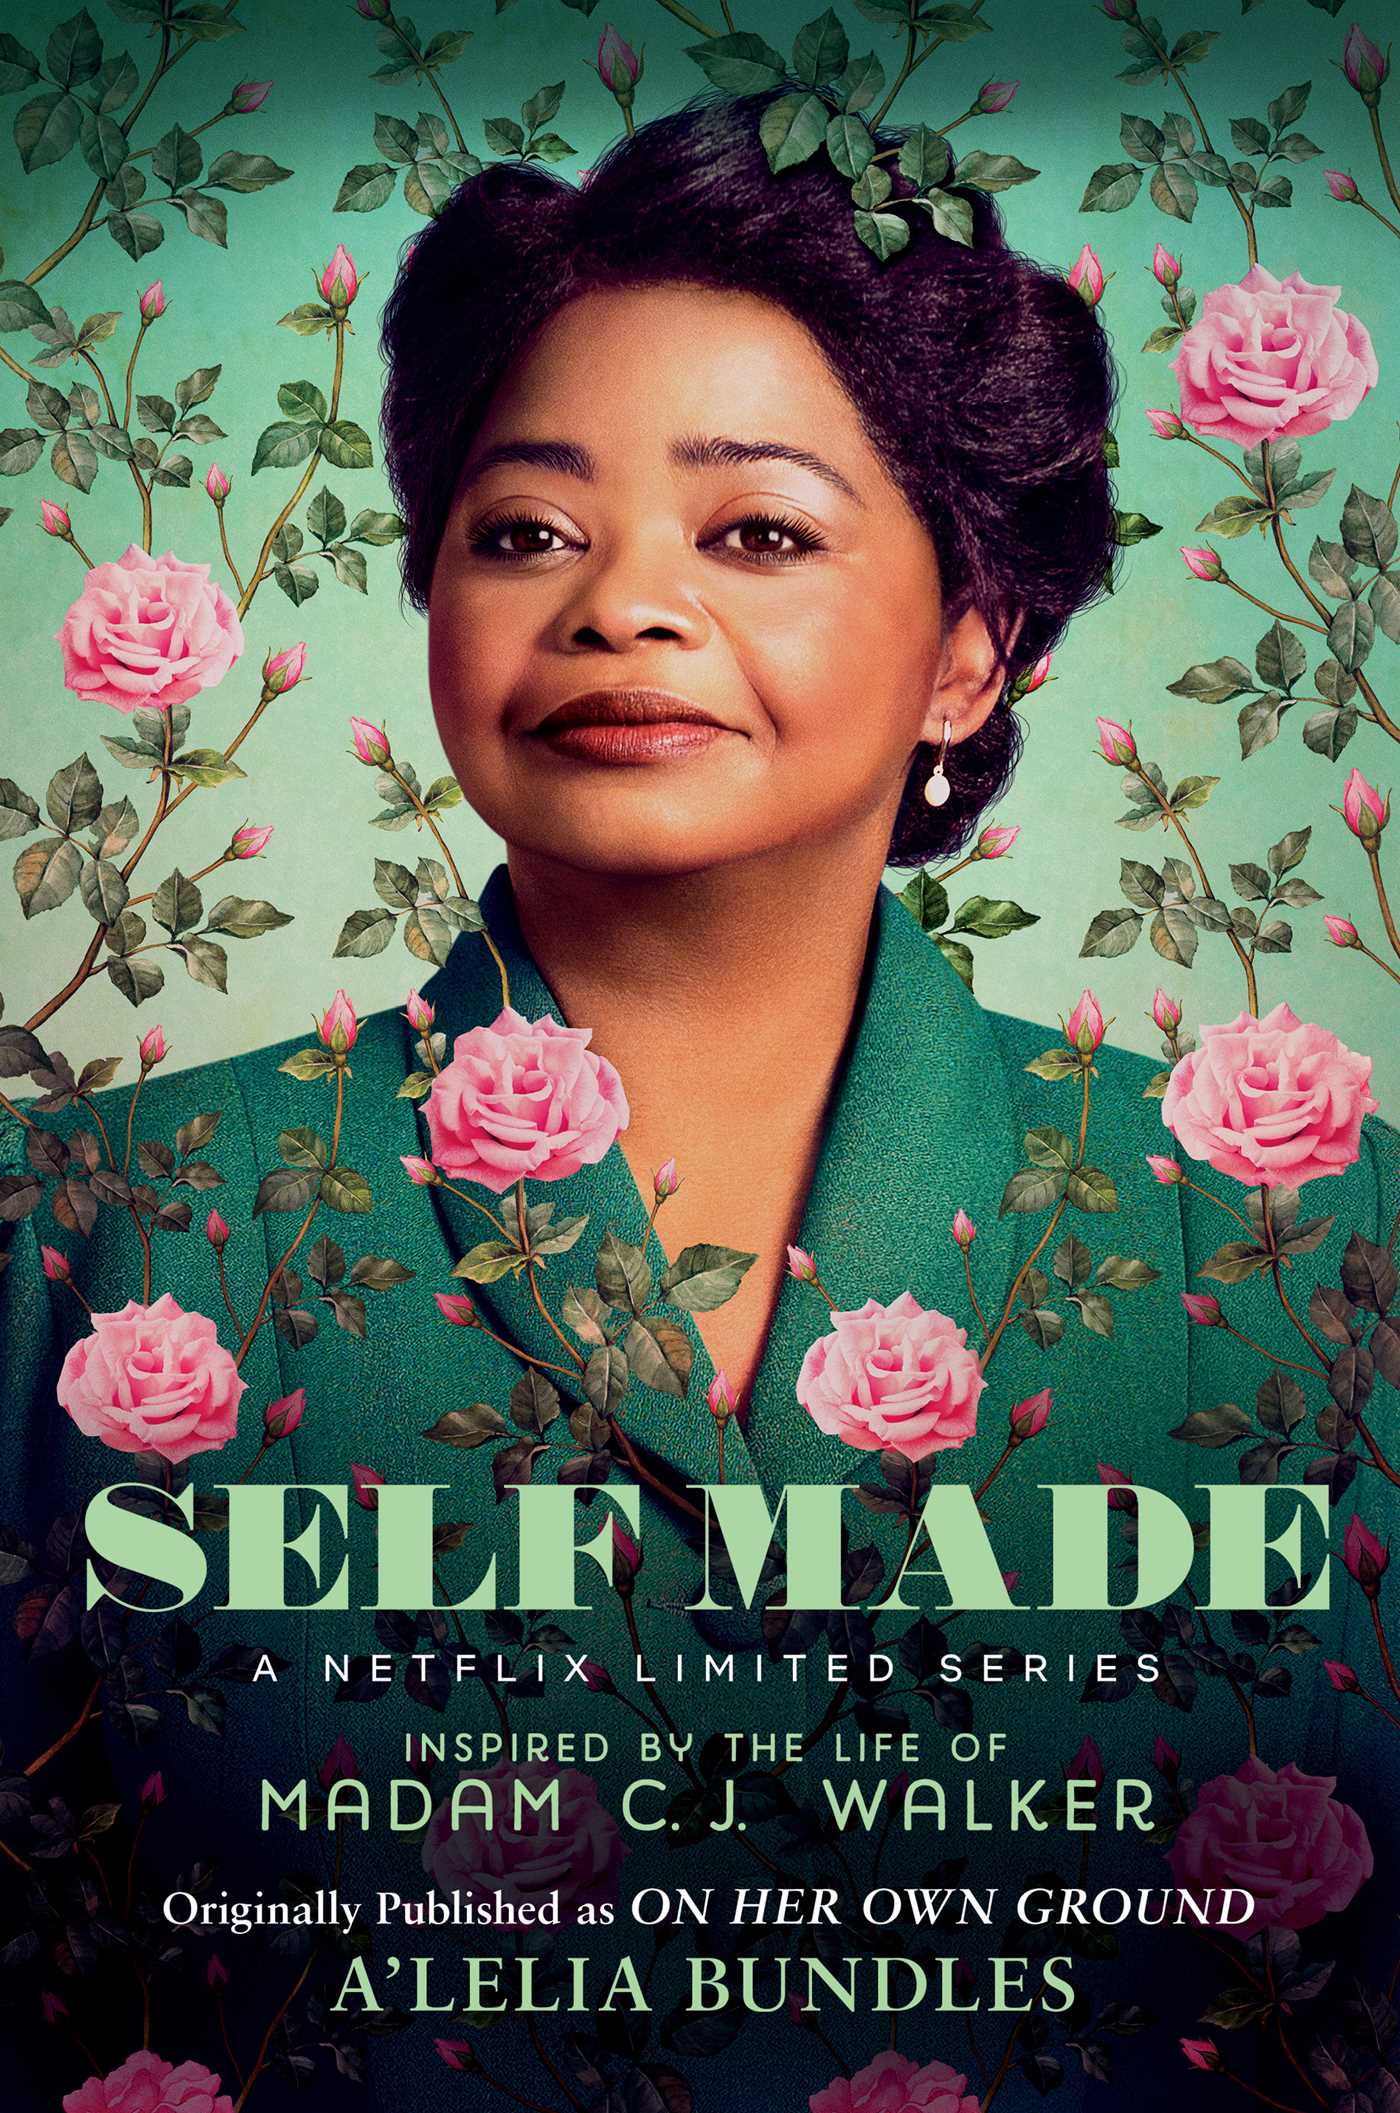 SELF MADE
A NETFLIX LIMITED SERIES
INSPIRED BY THE LIFE OF
MADAM C. J. WALKER
Originally Published as ON HER OWN GROUND
A'LELIA BUNDLES